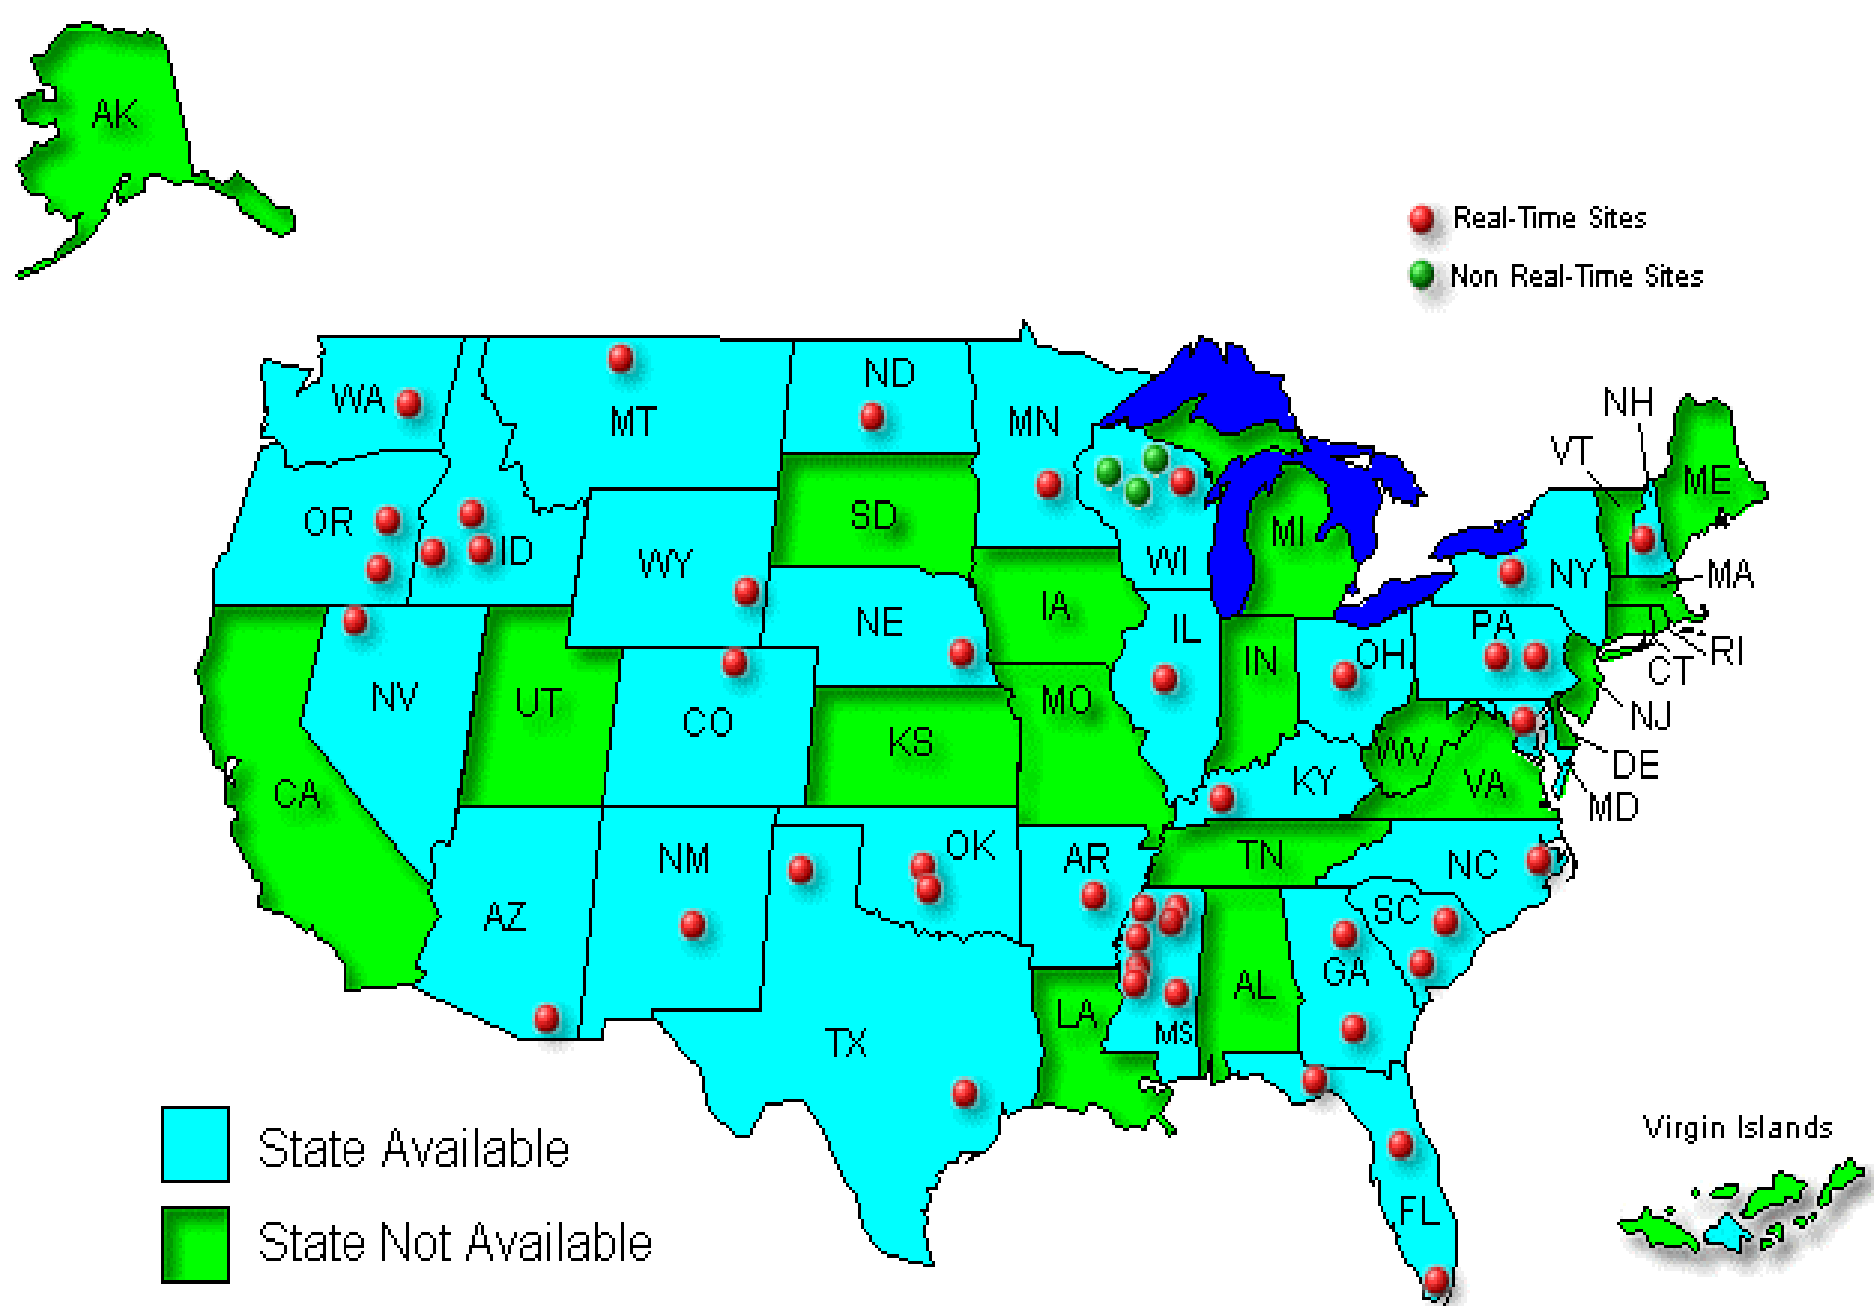 AK
Real-Time Sites
Non Real-Time Sites
WA
MT
ND
MN
NH
VT
ME
OR
ID
SD
MI
WY
WI
NY
MA
IA
NE
IL
PA
IN
OH
RI
CT
NV
UT
CO
MO
NJ
KS
WV
DE
CA
KY
VA
MD
NM
OK
AR
TN
NC
AZ
SC
GA
AL
LA
MS
TX
State Available
Virgin Islands
FL
State Not Available